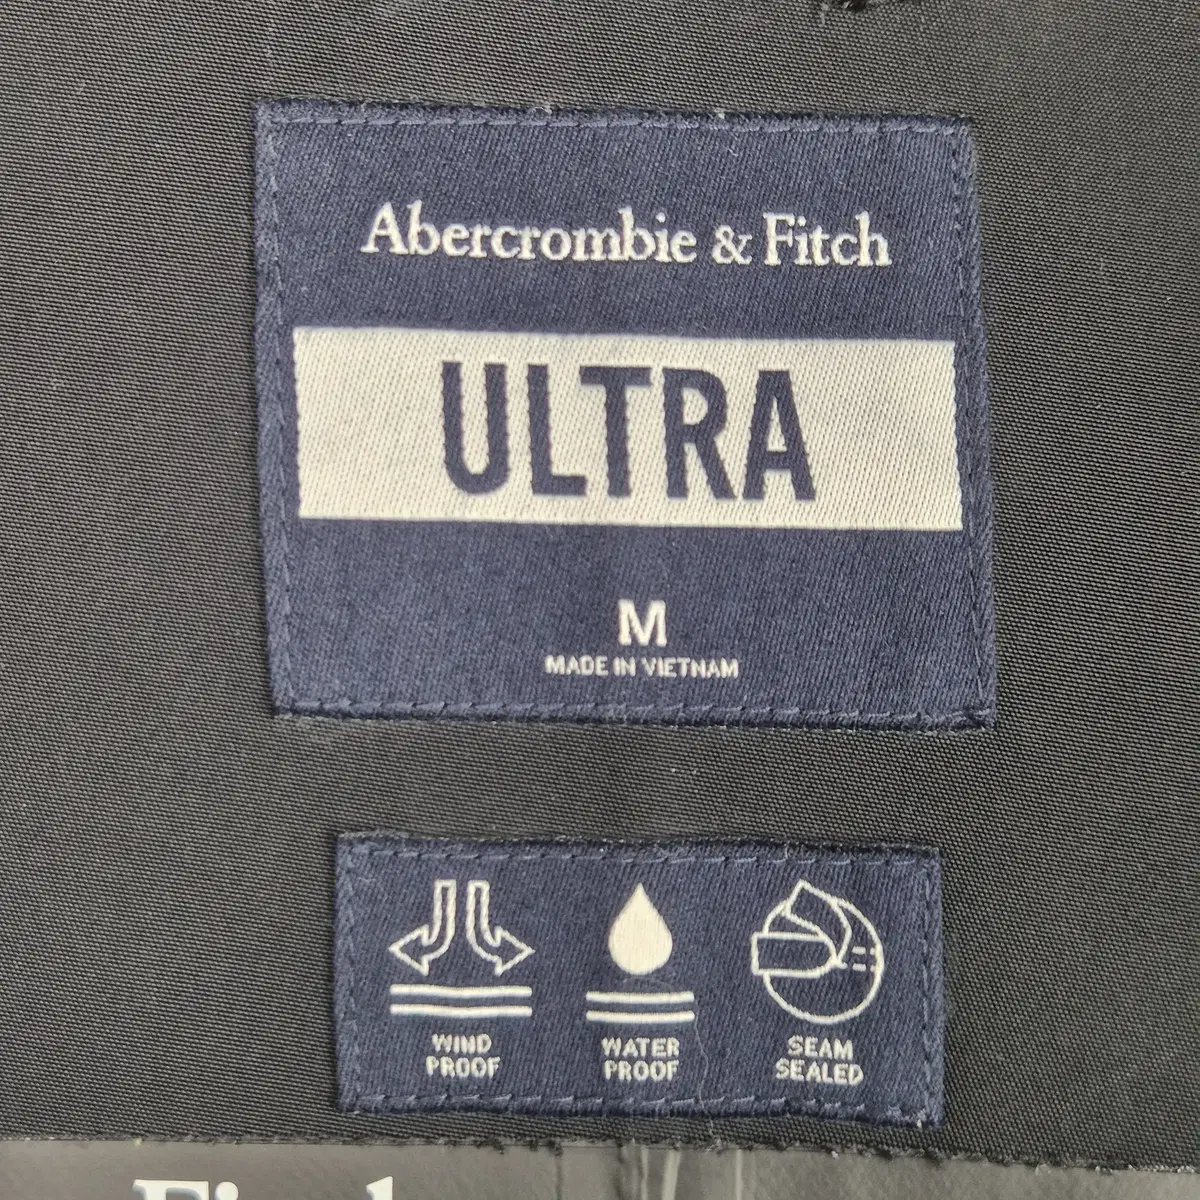 Abercrombie & Fitch
ULTRA
M
MADE IN VIETNAM
WIND
PROOF
WATER
PROOF
SEAM
SEALED